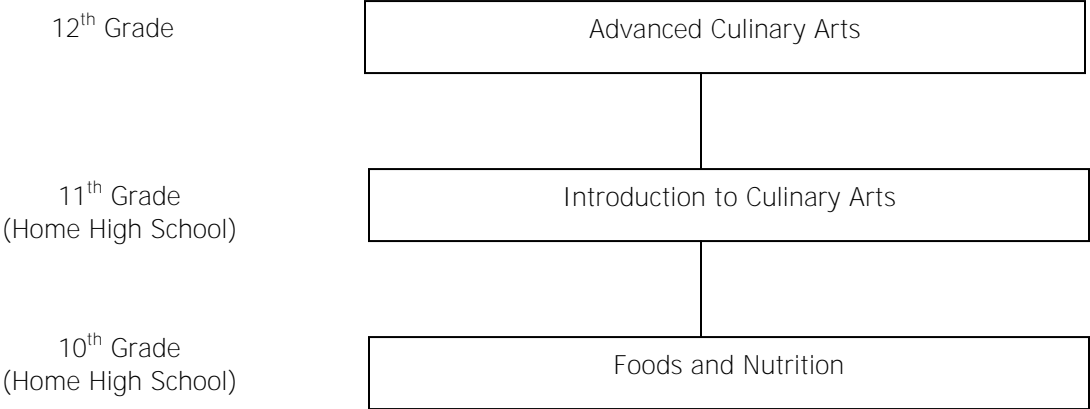 12th Grade
Advanced Culinary Arts
11th Grade
(Home High School)
Introduction to Culinary Arts
10th Grade
(Home High School)
Foods and Nutrition